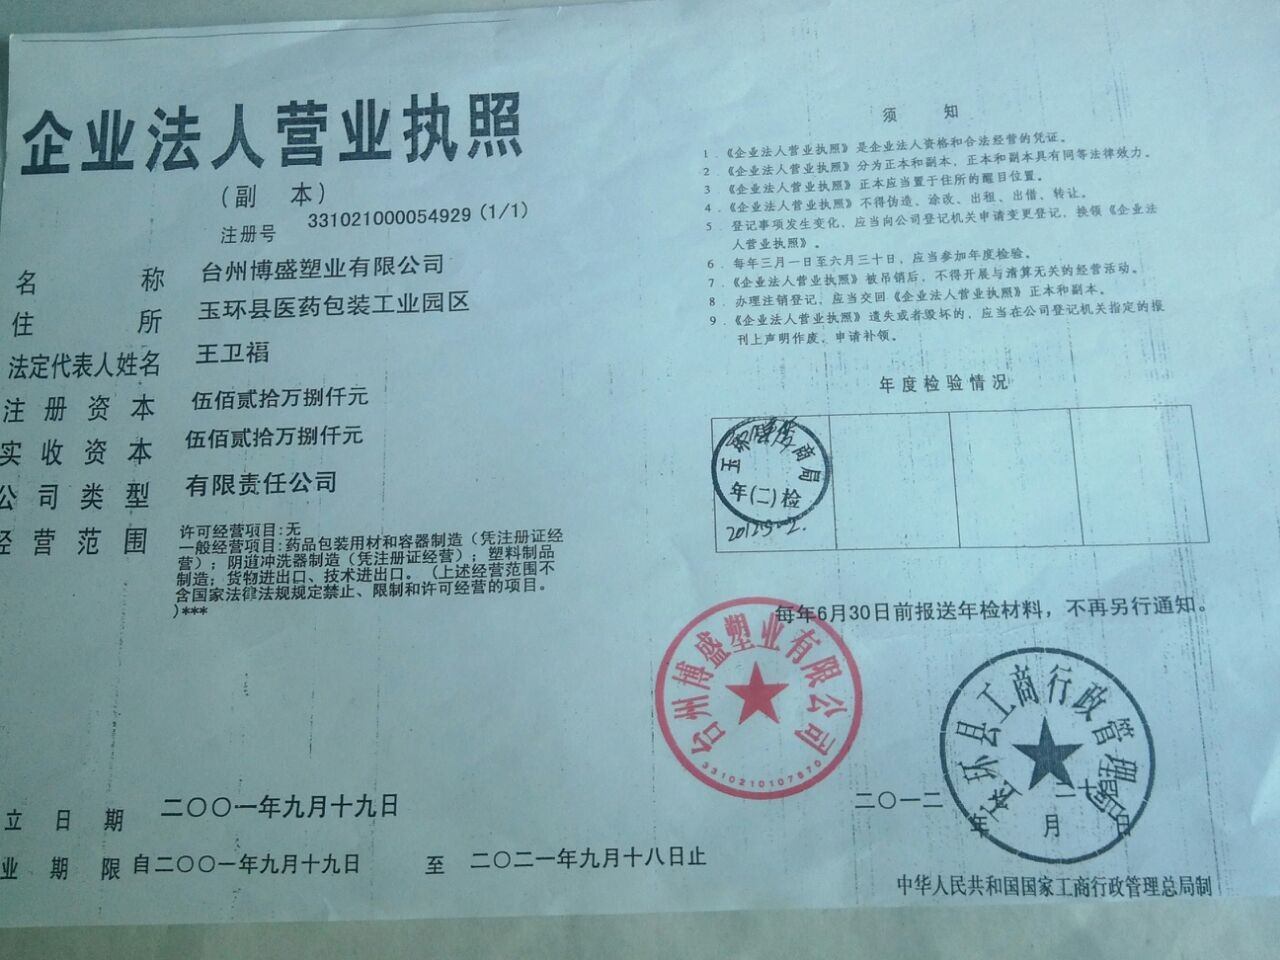 企业法人营业执照
（副 本）
注册号 331021000054929（1/1）
名 称 台州博盛塑业有限公司
住 所 玉环县医药包装工业园区
法定代表人姓名 王卫福
注 册 资 本 伍佰贰拾万捌仟元
实 收 资 本 伍佰贰拾万捌仟元
公 司 类 型 有限责任公司
经 营 范 围
许可经营项目:无
一般经营项目:药品包装用材和容器制造（凭注册证经
营）；阴道冲洗器制造（凭注册证经营）；塑料制品
制造；货物进出口、技术进出口。（上述经营范围不
含国家法律法规规定禁止、限制和许可经营的项目。
)***
立 日 期 二〇〇一年九月十九日
业 期 限 自二〇〇一年九月十九日 至 二〇二一年九月十八日止
须 知
1．《企业法人营业执照》是企业法人资格和合法经营的凭证。
2．《企业法人营业执照》分为正本和副本，正本和副本具有同等法律效力。
3．《企业法人营业执照》正本应当置于住所的醒目位置。
4．《企业法人营业执照》不得伪造、涂改、出租、出借、转让。
5．登记事项发生变化，应当向公司登记机关申请变更登记，换领《企业法
人营业执照》。
6．每年三月一日至六月三十日，应当参加年度检验。
7．《企业法人营业执照》被吊销后，不得开展与清算无关的经营活动。
8．办理注销登记，应当交回《企业法人营业执照》正本和副本。
9．《企业法人营业执照》遗失或者毁坏的，应当在公司登记机关指定的报
刊上声明作废，申请补领。
年度检验情况
年(二)检
每年6月30日前报送年检材料，不再另行通知。
台州博盛塑业有限公司
3310210107870
玉环县工商行政管理局
二〇一二 年 月 日
中华人民共和国国家工商行政管理总局制